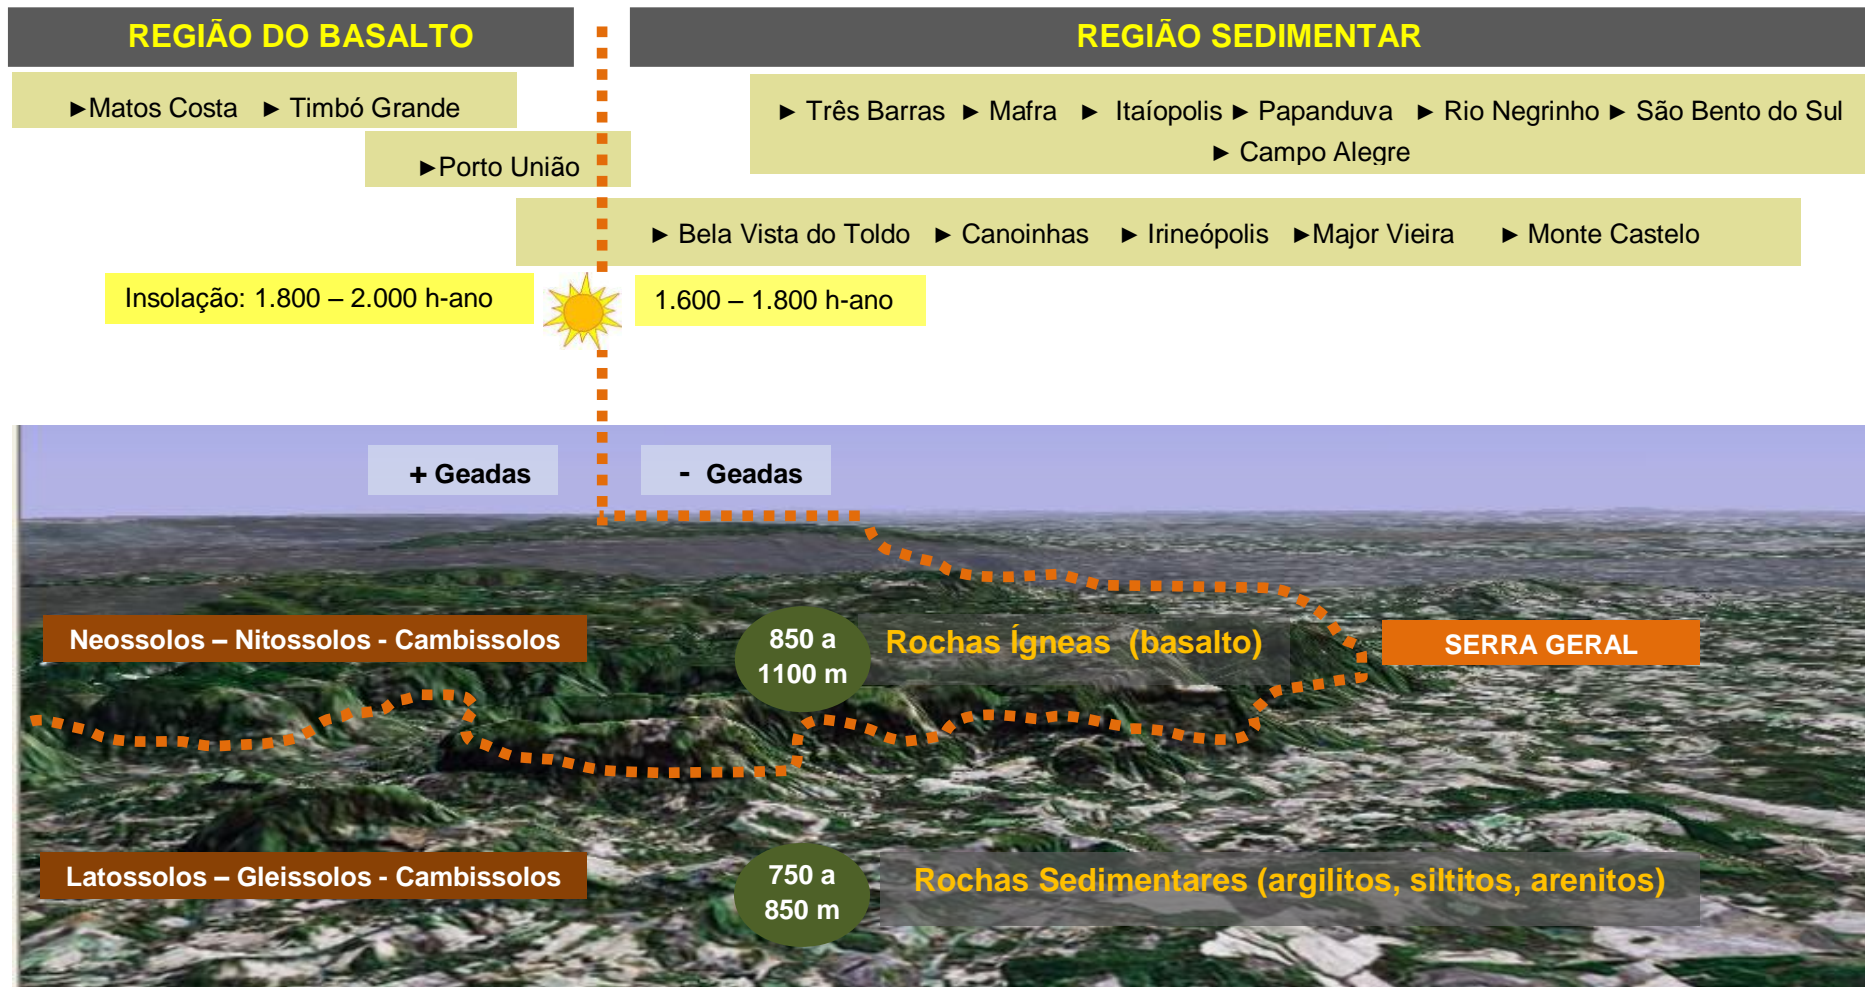 REGIÃO DO BASALTO
REGIÃO SEDIMENTAR
►Matos Costa ► Timbó Grande
► Três Barras ► Mafra ► Itaíopolis ► Papanduva ► Rio Negrinho ► São Bento do Sul
► Campo Alegre
►Porto União
► Bela Vista do Toldo ► Canoinhas ► Irineópolis ►Major Vieira ► Monte Castelo
Insolação: 1.800 – 2.000 h-ano
1.600 – 1.800 h-ano
+ Geadas
- Geadas
Neossolos – Nitossolos - Cambissolos
850 a
1100 m
Rochas Ígneas (basalto)
SERRA GERAL
Latossolos – Gleissolos - Cambissolos
750 a
850 m
Rochas Sedimentares (argilitos, siltitos, arenitos)